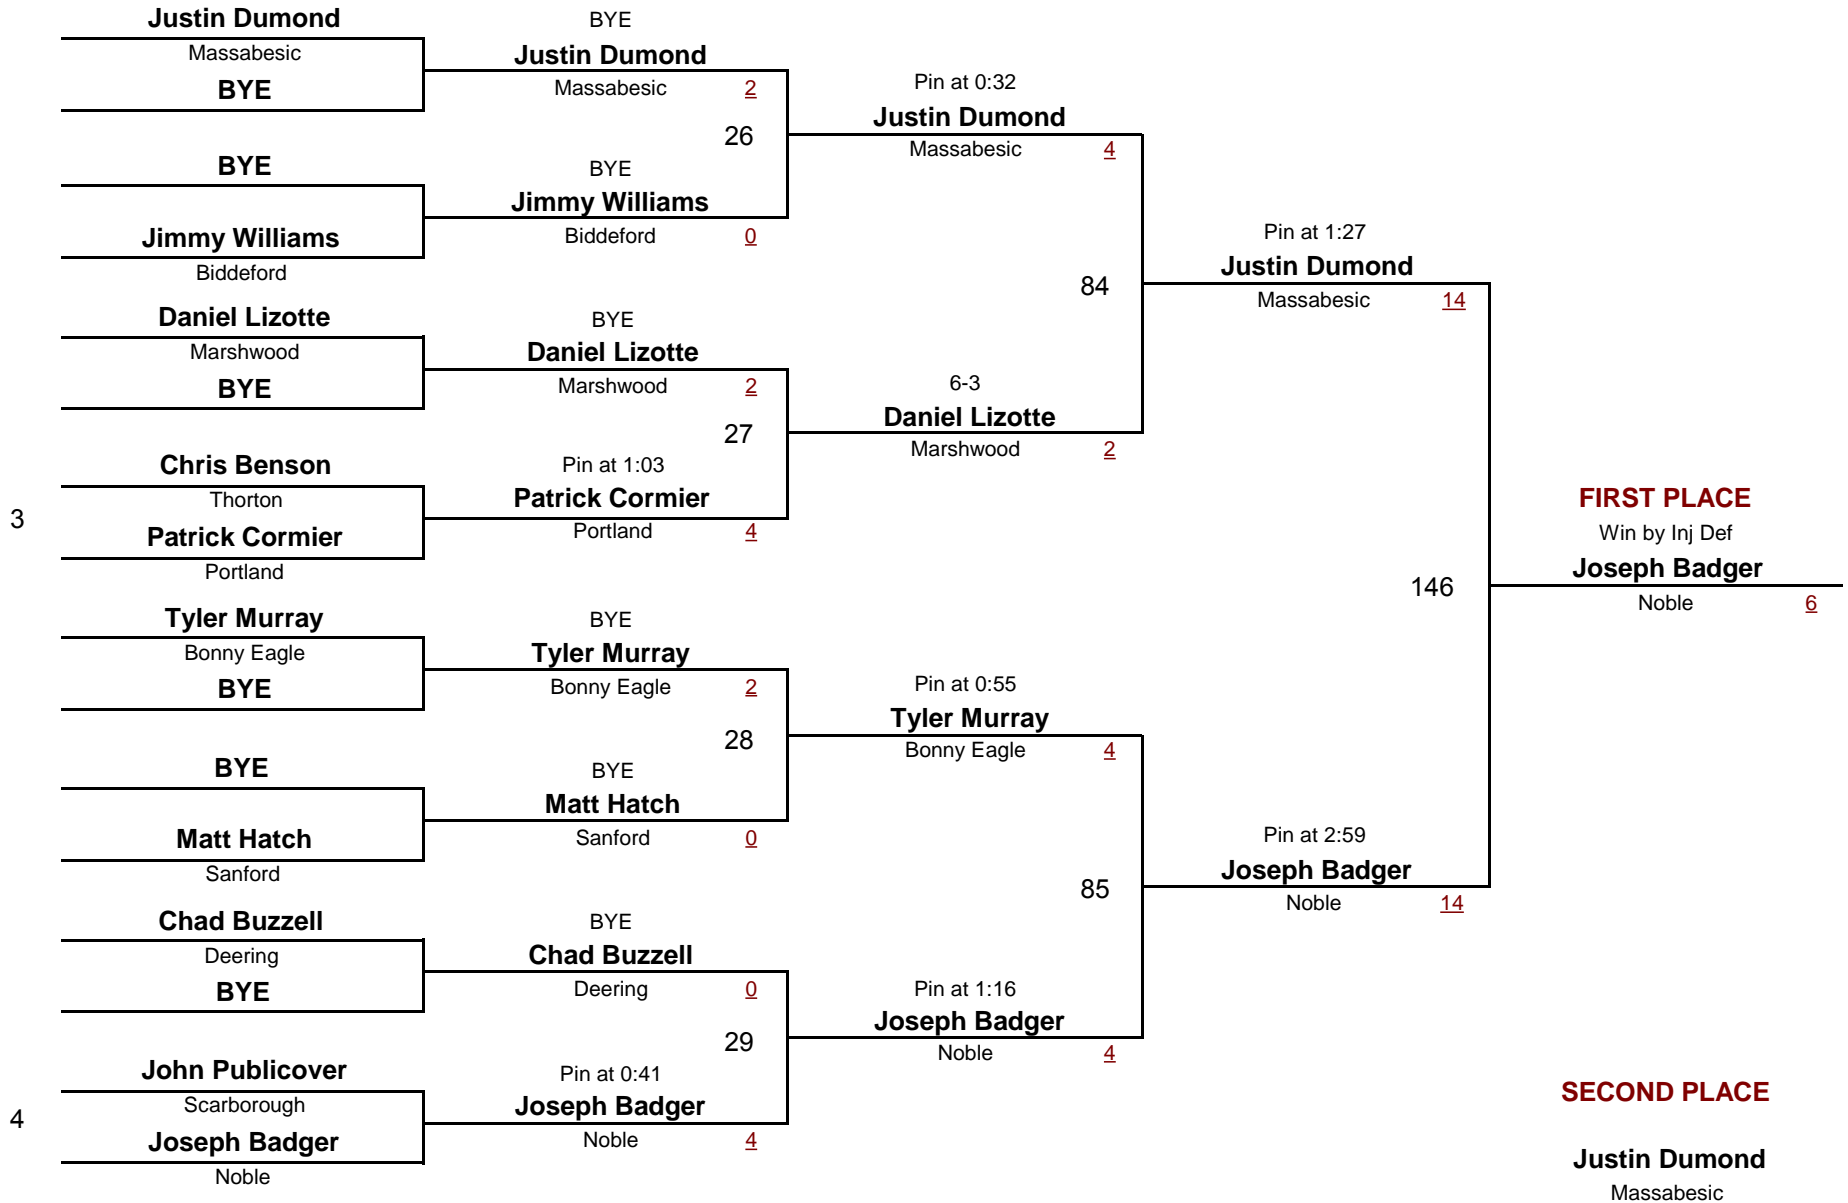 Justin Dumond
Massabesic
BYE
BYE
Jimmy Williams
Biddeford
Daniel Lizotte
Marshwood
BYE
3
Chris Benson
Thorton
Patrick Cormier
Portland
Tyler Murray
Bonny Eagle
BYE
BYE
Matt Hatch
Sanford
Chad Buzzell
Deering
BYE
4
John Publicover
Scarborough
Joseph Badger
Noble
BYE
Justin Dumond
Massabesic 2
26
BYE
Jimmy Williams
Biddeford 0
BYE
Daniel Lizotte
Marshwood 2
27
Pin at 1:03
Patrick Cormier
Portland 4
BYE
Tyler Murray
Bonny Eagle 2
28
BYE
Matt Hatch
Sanford 0
BYE
Chad Buzzell
Deering 0
29
Pin at 0:41
Joseph Badger
Noble 4
Pin at 0:32
Justin Dumond
Massabesic 4
84
6-3
Daniel Lizotte
Marshwood 2
Pin at 0:55
Tyler Murray
Bonny Eagle 4
85
Pin at 1:16
Joseph Badger
Noble 4
Pin at 1:27
Justin Dumond
Massabesic 14
146
Pin at 2:59
Joseph Badger
Noble 14
FIRST PLACE
Win by Inj Def
Joseph Badger
Noble 6
SECOND PLACE
Justin Dumond
Massabesic